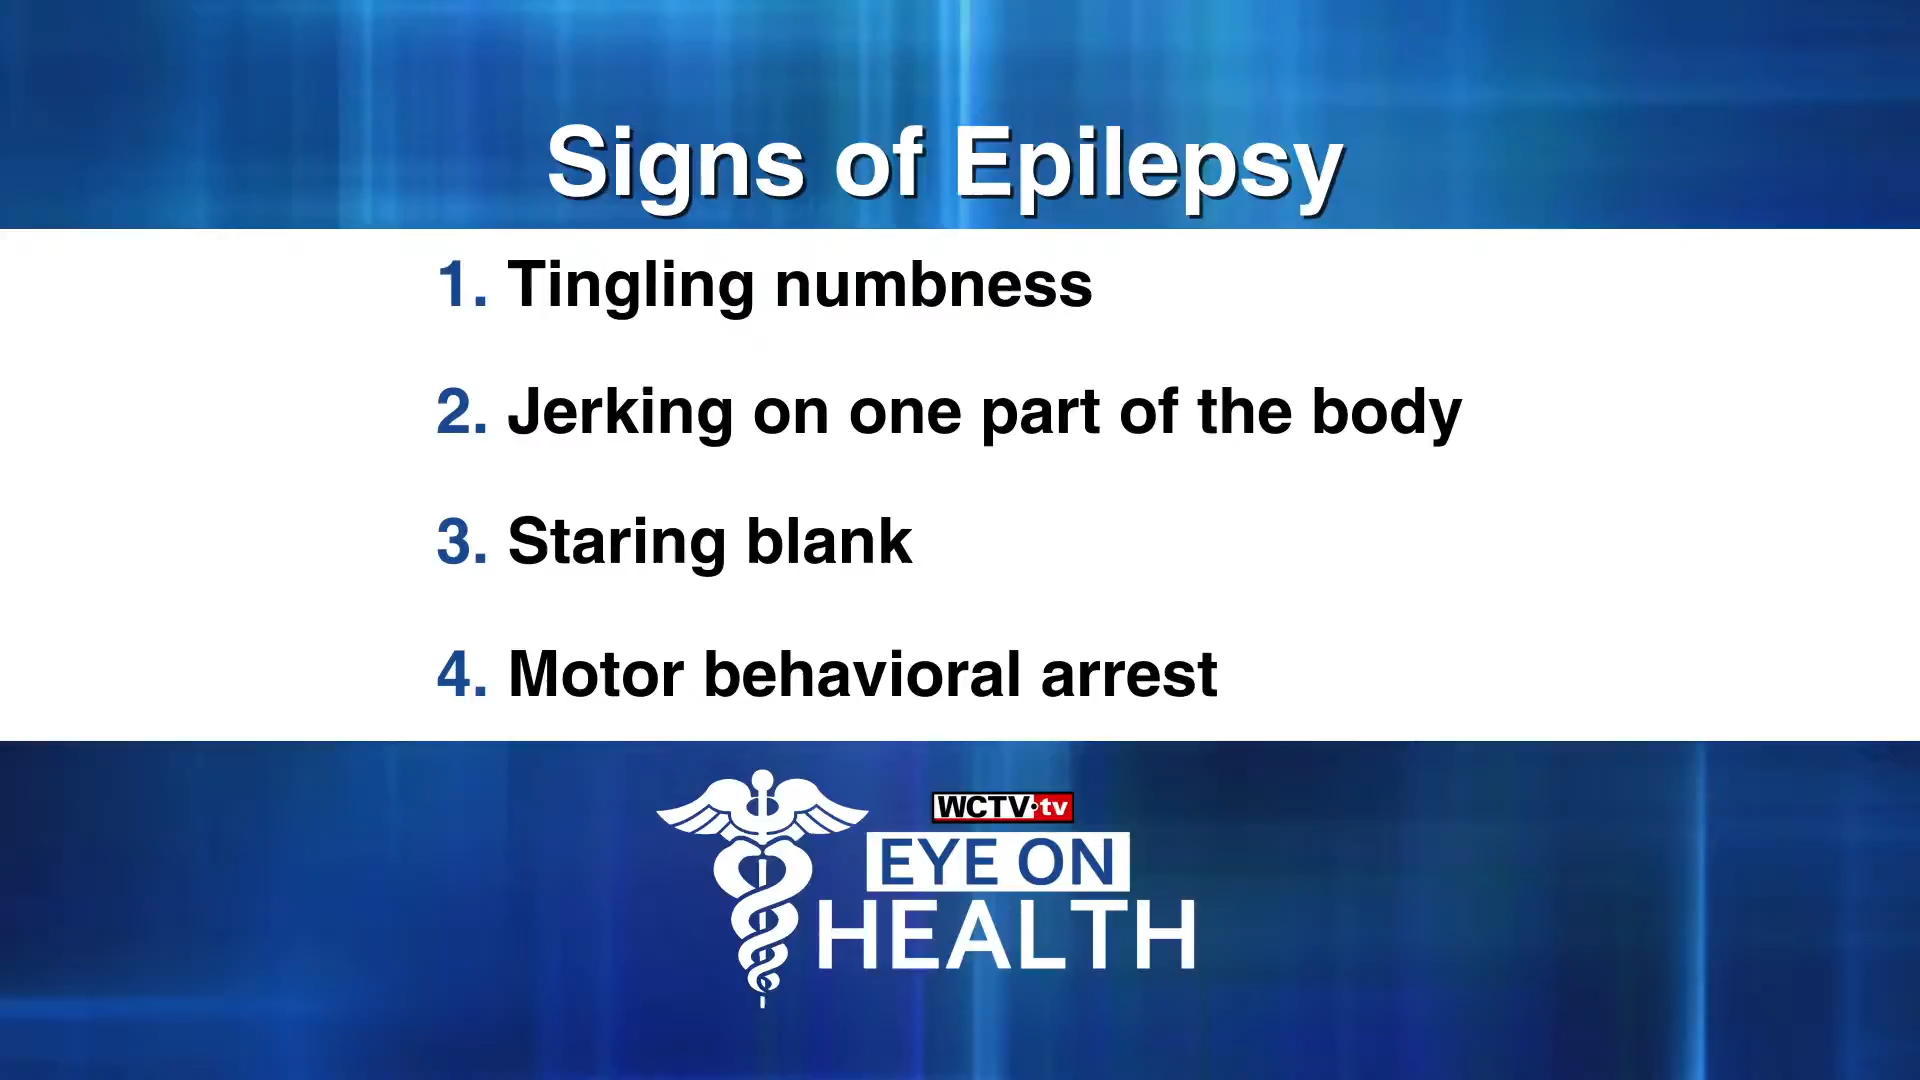 Signs of Epilepsy
1. Tingling numbness
2. Jerking on one part of the body
3. Staring blank
4. Motor behavioral arrest
WCTV.tv
EYE ON
HEALTH